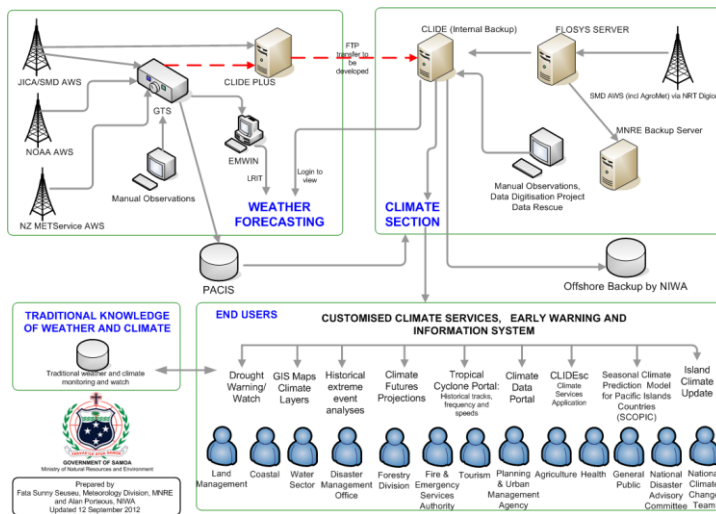 JICA/SMD AWS
GTS
CLIDE PLUS
NOAA AWS
EMWIN
Manual Observations
LRIT
Login to
view
NZ METService AWS
WEATHER
FORECASTING
FTP
transfer to
be
developed
CLIDE (Internal Backup)
FLOSYS SERVER
SMD AWS (incl AgroMet) via NRT Digicel
MNRE Backup Server
Manual Observations,
Data Digitisation Project
Data Rescue
CLIMATE
SECTION
PACIS
Offshore Backup by NIWA
TRADITIONAL KNOWLEDGE
OF WEATHER AND CLIMATE
Traditional weather and climate
monitoring and watch
GOVERNMENT OF SAMOA
Ministry of Natural Resources and Environment
Prepared by
Fata Sunny Seuseu, Meteorology Division, MNRE
and Alan Porteous, NIWA
Updated 12 September 2012
END USERS
CUSTOMISED CLIMATE SERVICES, EARLY WARNING AND
INFORMATION SYSTEM
Drought
Warning/
Watch
GIS Maps
Climate
Layers
Historical
extreme
event
analyses
Climate
Futures
Projections
Tropical
Cyclone Portal:
Historical tracks,
frequency and
speeds
Climate
Data
Portal
CLIDEsc
Climate
Services
Application
Seasonal Climate
Prediction Model
for Pacific Islands
Countries
(SCOPIC)
Island
Climate
Update
Land
Management
Coastal
Water
Sector
Disaster
Management
Office
Forestry
Division
Fire &
Emergency
Services
Authority
Tourism
Planning
& Urban
Management
Agency
Agriculture
Health
General
Public
National
Disaster
Advisory
Committee
National
Climate
Change
Team